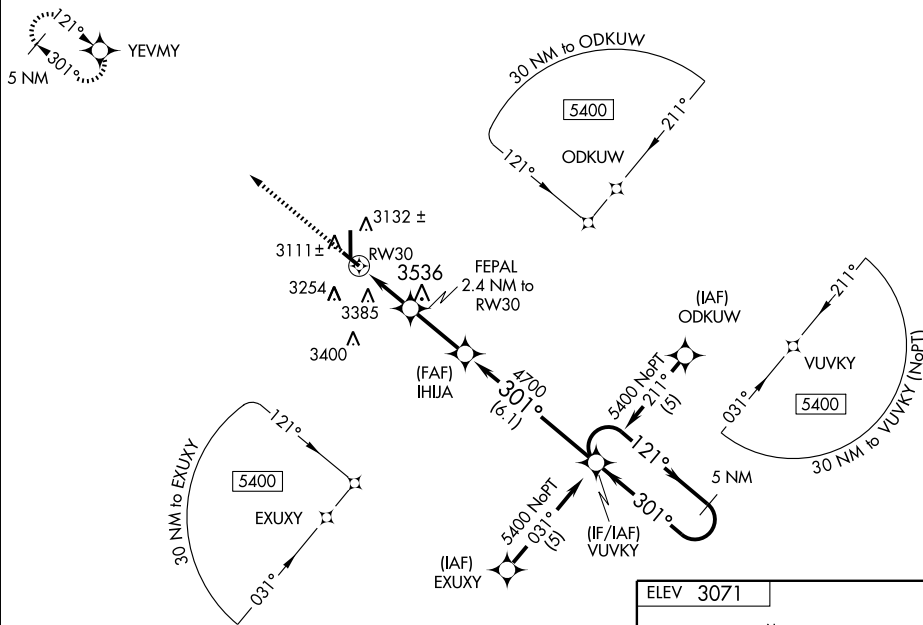 121°
301°
5 NM
YEVMY
30 NM to ODKUW
5400
211°
121°
ODKUW
3132 ±
3111±
RW30
3254
3385
3400
3536
FEPAL
2.4 NM to
RW30
(FAF)
IHIJA
4700
301°
(6.1)
(IAF)
ODKUW
5400 NoPT
211°
(5)
211°
VUVKY
031°
5400
30 NM to VUVKY (NoPT)
121°
5 NM
301°
(IF/IAF)
VUVKY
5400 NoPT
031°
(5)
(IAF)
EXUXY
121°
5400
30 NM to EXUXY
EXUXY
031°
ELEV 3071